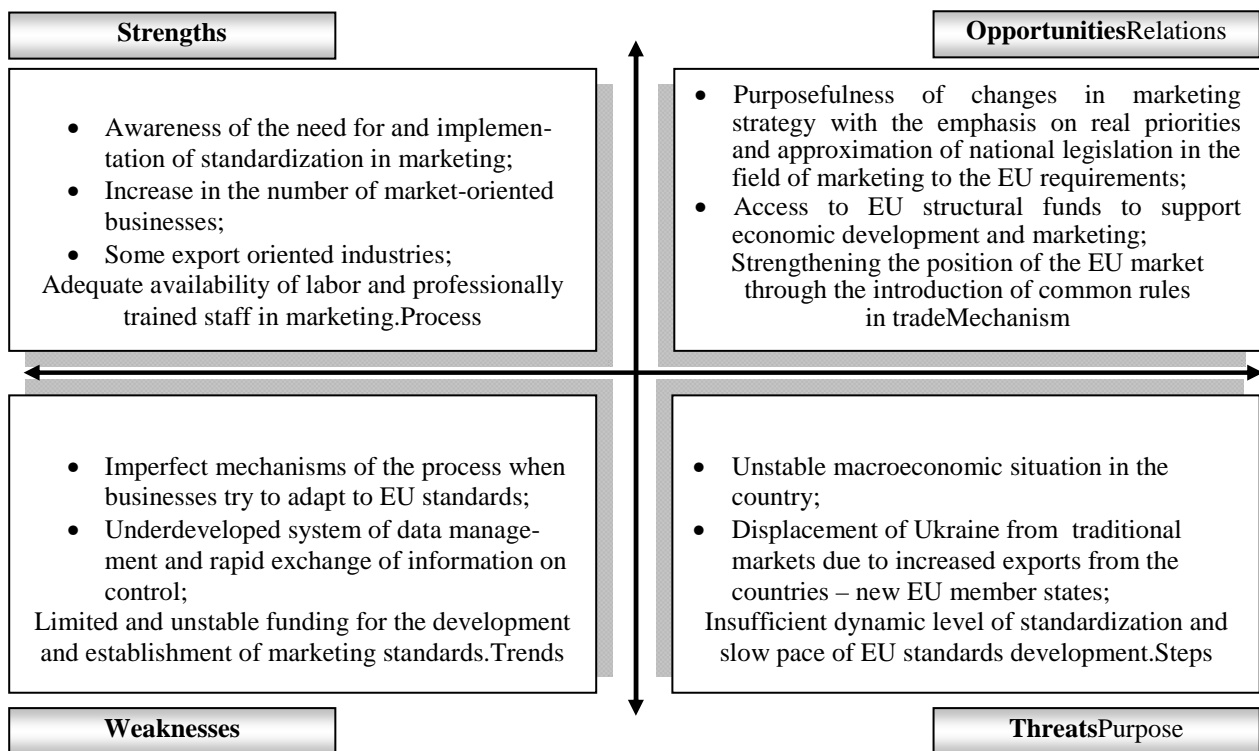 Strengths
• Awareness of the need for and implemen-
tation of standardization in marketing;
• Increase in the number of market-oriented
businesses;
• Some export oriented industries;
Adequate availability of labor and professionally
trained staff in marketing.Process
OpportunitiesRelations
• Purposefulness of changes in marketing
strategy with the emphasis on real priorities
and approximation of national legislation in the
field of marketing to the EU requirements;
• Access to EU structural funds to support
economic development and marketing;
Strengthening the position of the EU market
through the introduction of common rules
in tradeMechanism
• Imperfect mechanisms of the process when
businesses try to adapt to EU standards;
• Underdeveloped system of data manage-
ment and rapid exchange of information on
control;
Limited and unstable funding for the development
and establishment of marketing standards.Trends
Weaknesses
• Unstable macroeconomic situation in the
country;
• Displacement of Ukraine from traditional
markets due to increased exports from the
countries – new EU member states;
Insufficient dynamic level of standardization and
slow pace of EU standards development.Steps
ThreatsPurpose